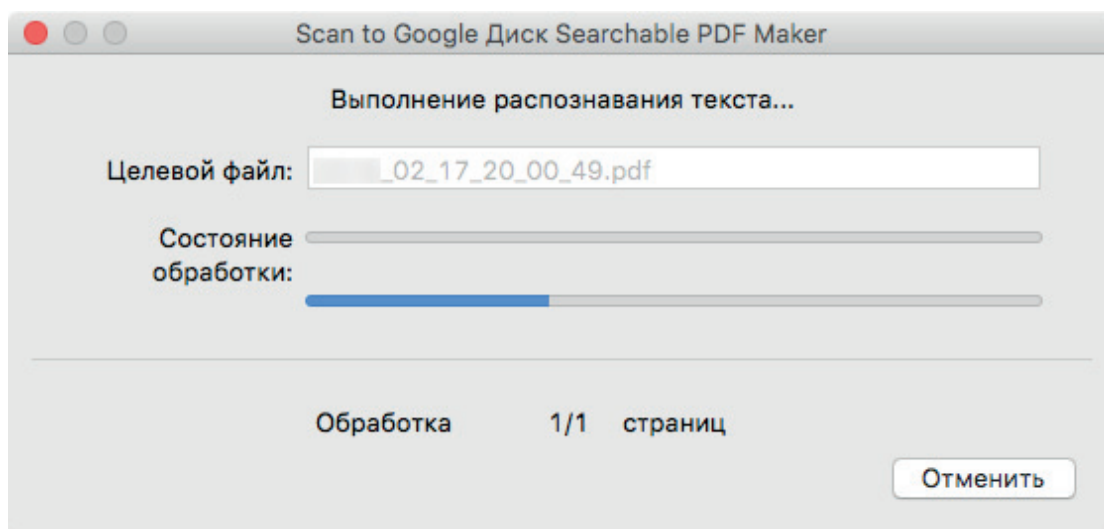 Scan to Google Диск Searchable PDF Maker
Выполнение распознавания текста...
Целевой файл: _02_17_20_00_49.pdf
Состояние
обработки:
Обработка 1/1 страниц
Отменить